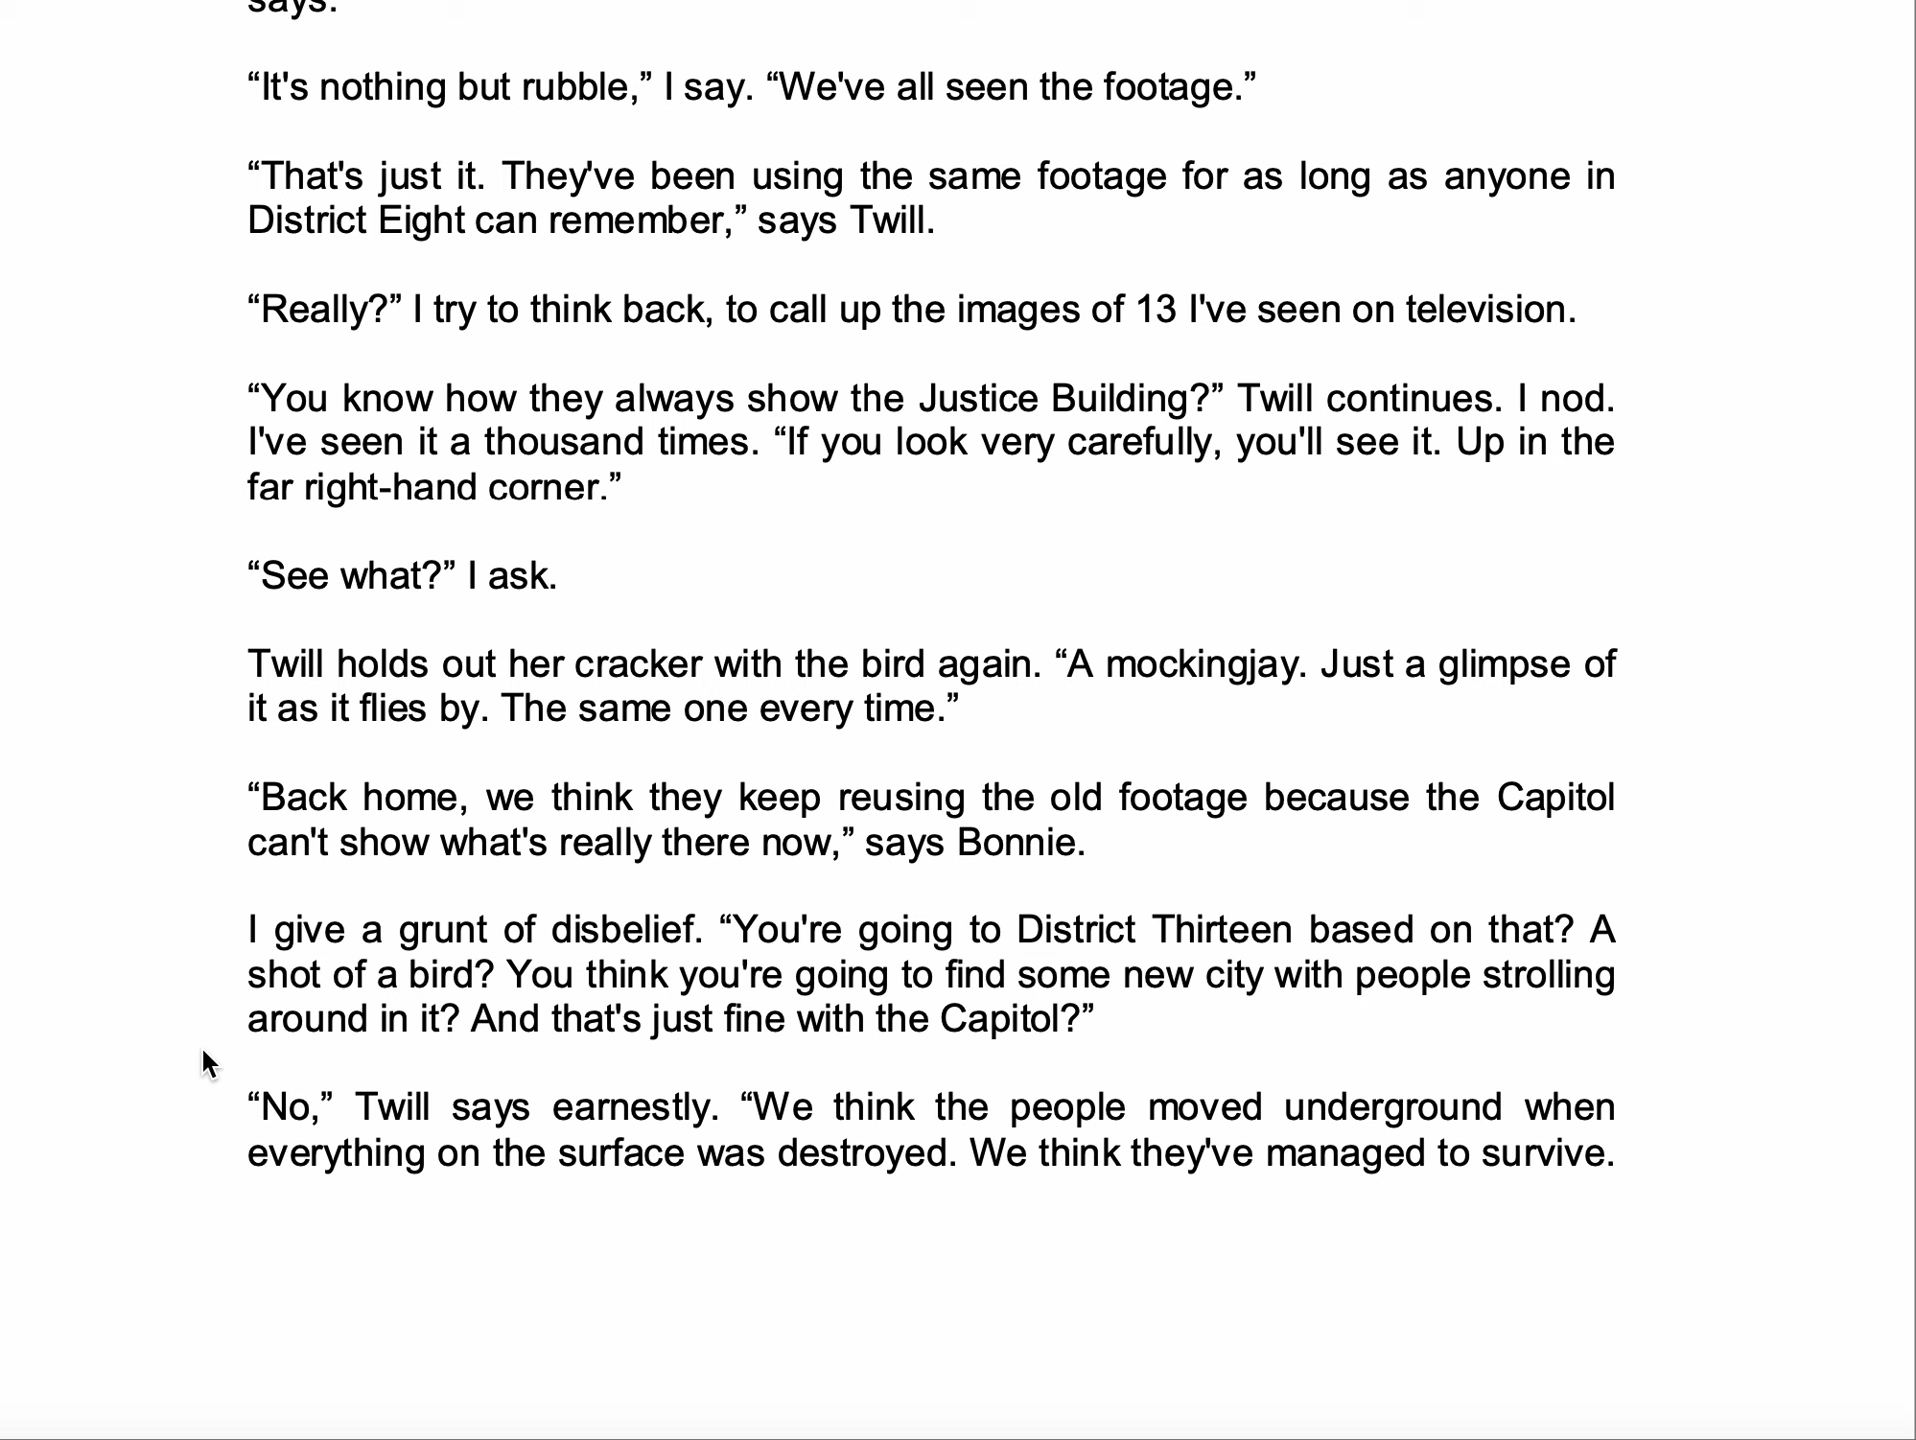 says.
“It's nothing but rubble,” I say. “We've all seen the footage.”
“That's just it. They've been using the same footage for as long as anyone in
District Eight can remember,” says Twill.
“Really?” I try to think back, to call up the images of 13 I've seen on television.
“You know how they always show the Justice Building?” Twill continues. I nod.
I've seen it a thousand times. “If you look very carefully, you'll see it. Up in the
far right-hand corner.”
“See what?” I ask.
Twill holds out her cracker with the bird again. “A mockingjay. Just a glimpse of
it as it flies by. The same one every time.”
“Back home, we think they keep reusing the old footage because the Capitol
can't show what's really there now,” says Bonnie.
I give a grunt of disbelief. “You're going to District Thirteen based on that? A
shot of a bird? You think you're going to find some new city with people strolling
around in it? And that's just fine with the Capitol?”
“No,” Twill says earnestly. “We think the people moved underground when
everything on the surface was destroyed. We think they've managed to survive.